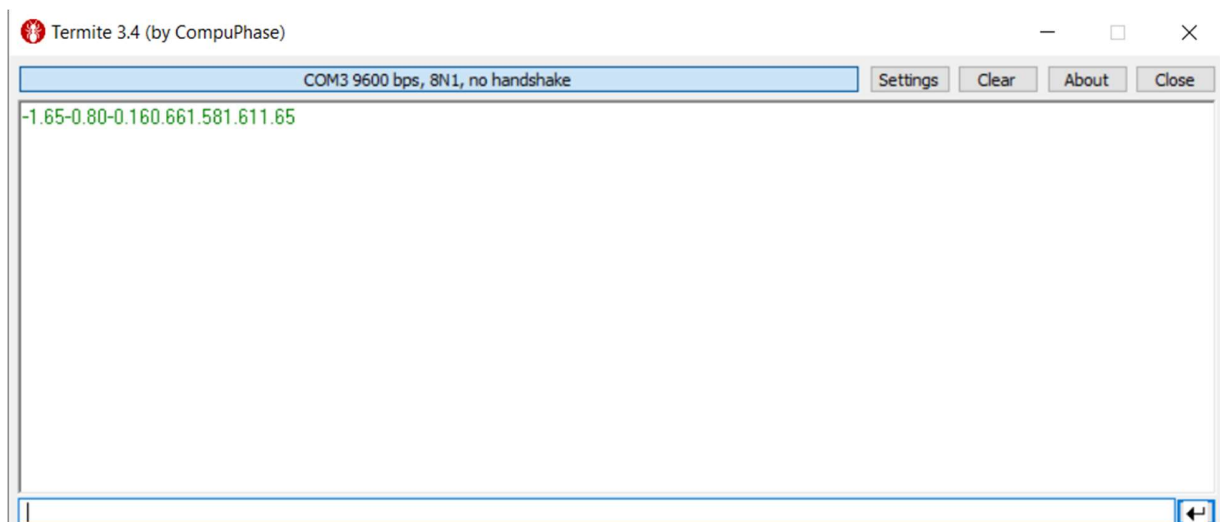 Termite 3.4 (by CompuPhase)
COM3 9600 bps, 8N1, no handshake Settings Clear About Close
-1.65-0.80-0.160.661.581.611.65